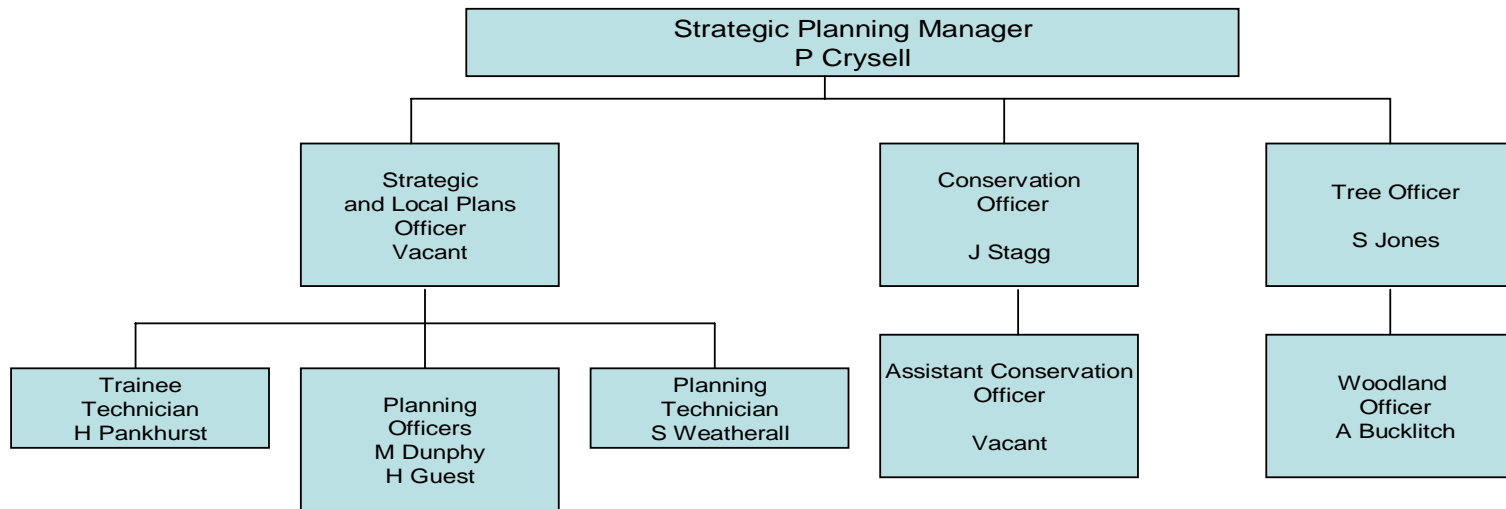 Strategic Planning Manager
P Crysell
Strategic
and Local Plans
Officer
Vacant
Conservation
Officer
J Stagg
Tree Officer
S Jones
Trainee
Technician
H Pankhurst
Planning
Officers
M Dunphy
H Guest
Planning
Technician
S Weatherall
Assistant Conservation
Officer
Vacant
Woodland
Officer
A Bucklitch